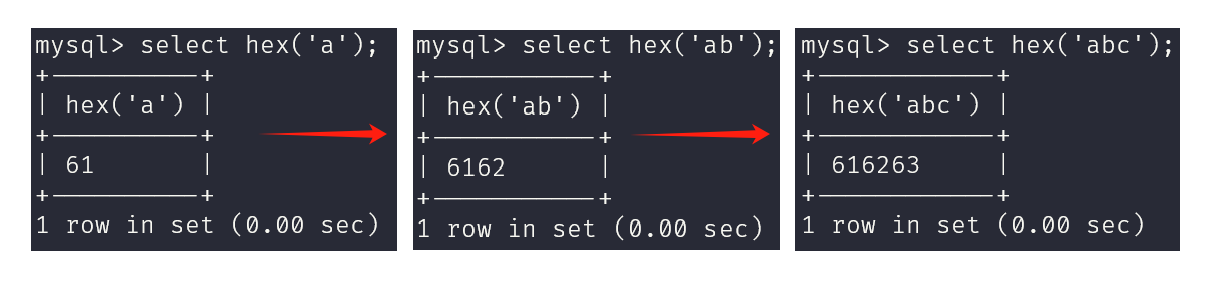 mysql> select hex('a');
+----------+
| hex('a') |
+----------+
| 61       |
+----------+
1 row in set (0.00 sec)
mysql> select hex('ab');
+-----------+
| hex('ab') |
+-----------+
| 6162      |
+-----------+
1 row in set (0.00 sec)
mysql> select hex('abc');
+------------+
| hex('abc') |
+------------+
| 616263     |
+------------+
1 row in set (0.00 sec)